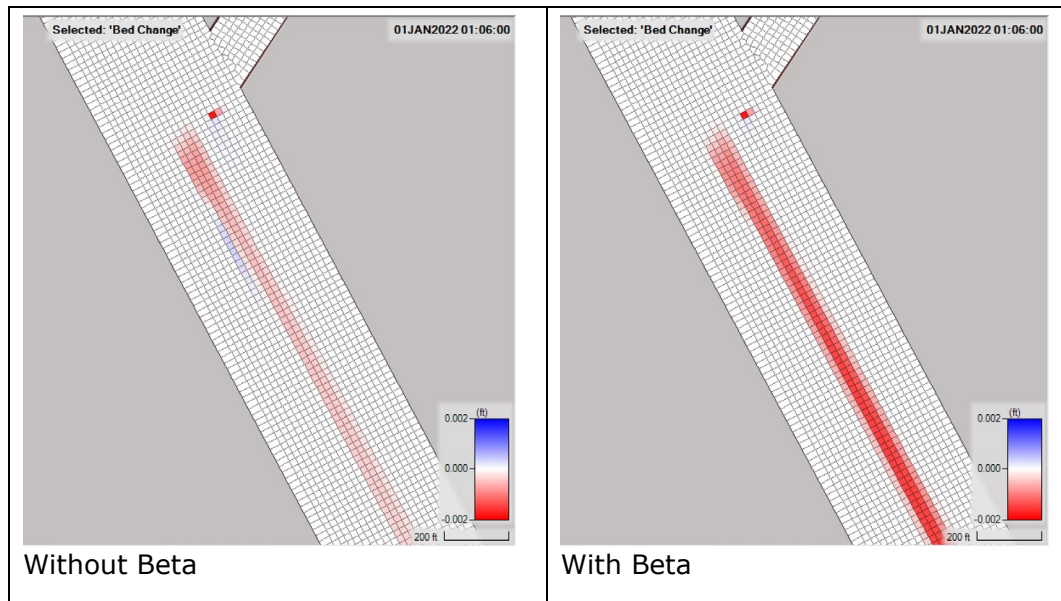 Selected: 'Bed Change'
01JAN2022 01:06:00
(ft)
0.002
0.000
-0.002
200 ft
Without Beta
Selected: 'Bed Change'
01JAN2022 01:06:00
(ft)
0.002
0.000
-0.002
200 ft
With Beta